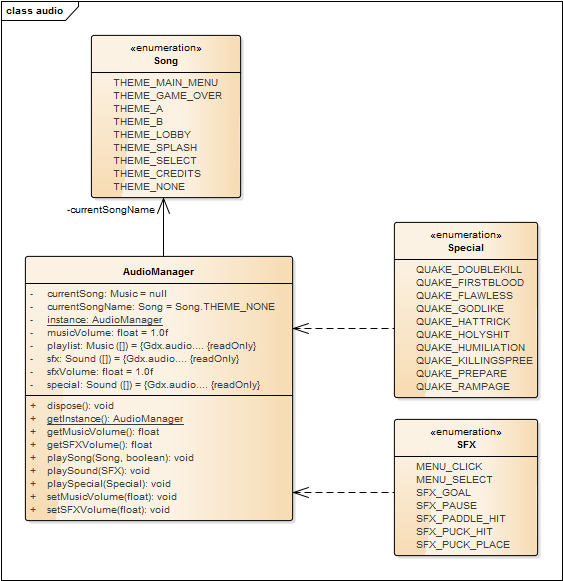 class audio
«enumeration»
Song
THEME_MAIN_MENU
THEME_GAME_OVER
THEME_A
THEME_B
THEME_LOBBY
THEME_SPLASH
THEME_SELECT
THEME_CREDITS
THEME_NONE
-currentSongName
AudioManager
- currentSong: Music = null
- currentSongName: Song = Song.THEME_NONE
- instance: AudioManager
- musicVolume: float = 1.0f
- playlist: Music ([]) = {Gdx.audio.... {readOnly}
- sfx: Sound ([]) = {Gdx.audio.... {readOnly}
- sfxVolume: float = 1.0f
- special: Sound ([]) = {Gdx.audio.... {readOnly}
+ dispose(): void
+ getInstance(): AudioManager
+ getMusicVolume(): float
+ getSFXVolume(): float
+ playSong(Song, boolean): void
+ playSound(SFX): void
+ playSpecial(Special): void
+ setMusicVolume(float): void
+ setSFXVolume(float): void
«enumeration»
Special
QUAKE_DOUBLEKILL
QUAKE_FIRSTBLOOD
QUAKE_FLAWLESS
QUAKE_GODLIKE
QUAKE_HATTRICK
QUAKE_HOLYSHIT
QUAKE_HUMILIATION
QUAKE_KILLINGSPREE
QUAKE_PREPARE
QUAKE_RAMPAGE
«enumeration»
SFX
MENU_CLICK
MENU_SELECT
SFX_GOAL
SFX_PAUSE
SFX_PADDLE_HIT
SFX_PUCK_HIT
SFX_PUCK_PLACE